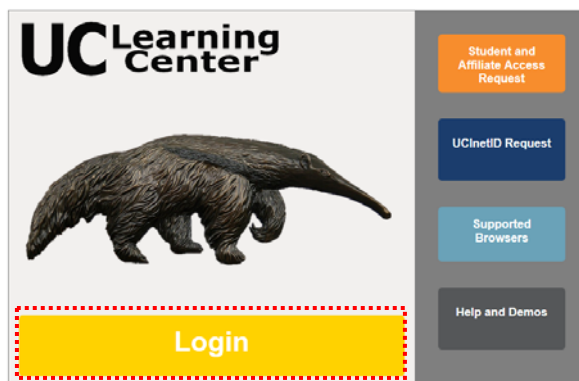 UC Learning
Center
Student and
Affiliate Access
Request
UCInetID Request
Supported
Browsers
Help and Demos
Login